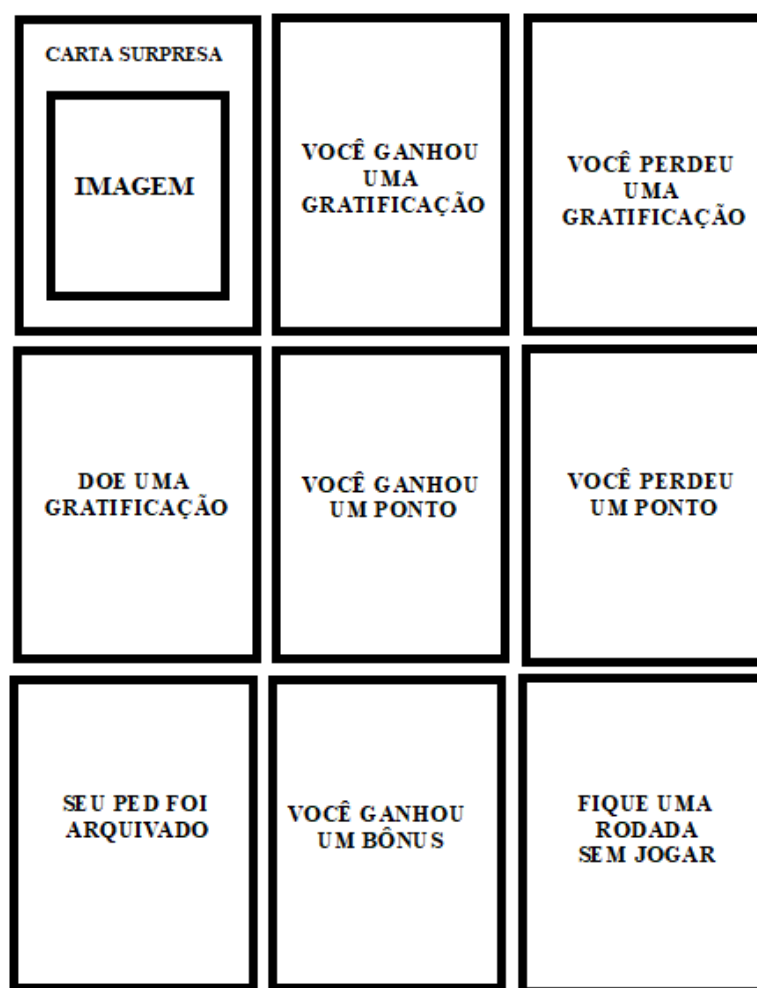 CARTA SURPRESA
IMAGEM
VOCÊ GANHOU
UMA
GRATIFICAÇÃO
VOCÊ PERDEU
UMA
GRATIFICAÇÃO
DOE UMA
GRATIFICAÇÃO
VOCÊ GANHOU
UM PONTO
VOCÊ PERDEU
UM PONTO
SEU PED FOI
ARQUIVADO
VOCÊ GANHOU
UM BÔNUS
FIQUE UMA
RODADA
SEM JOGAR